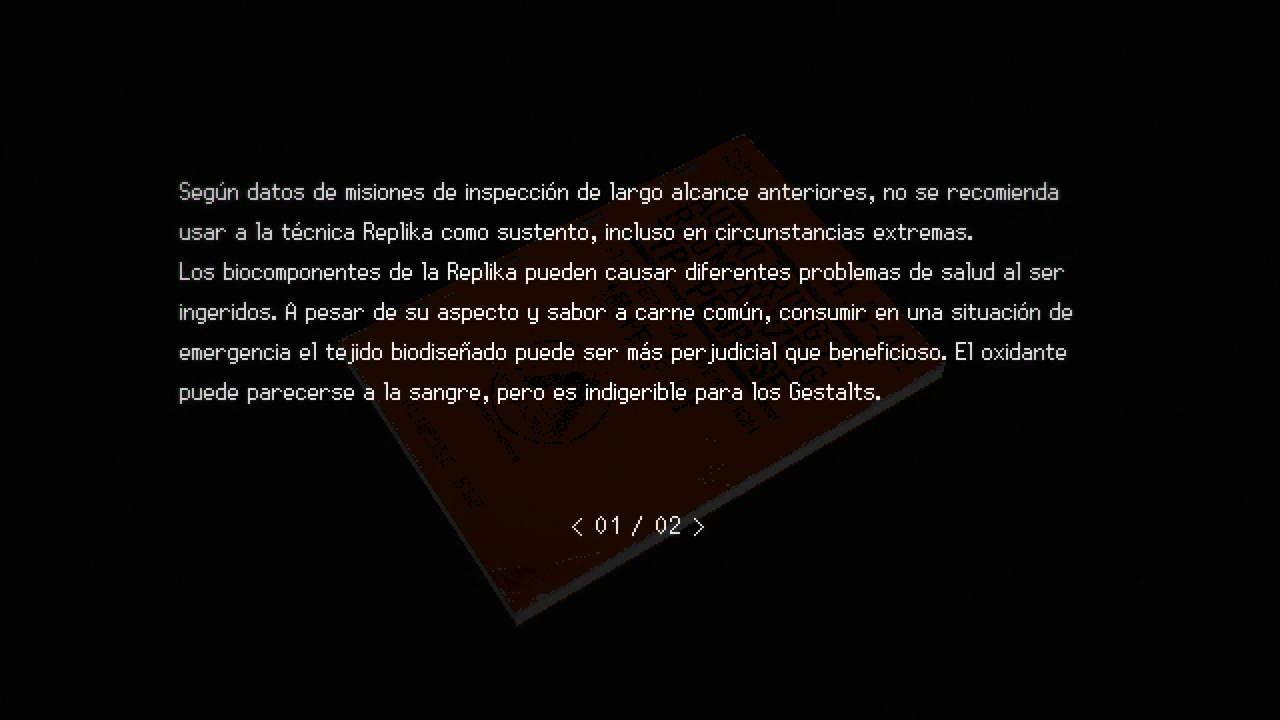 Según datos de misiones de inspección de largo alcance anteriores, no se recomienda
usar a la técnica Replika como sustento, incluso en circunstancias extremas.
Los biocomponentes de la Replika pueden causar diferentes problemas de salud al ser
ingeridos. A pesar de su aspecto y sabor a carne común, consumir en una situación de
emergencia el tejido biodiseñado puede ser más perjudicial que beneficioso. El oxidante
puede parecerse a la sangre, pero es indigerible para los Gestalts.
< 01 / 02 >